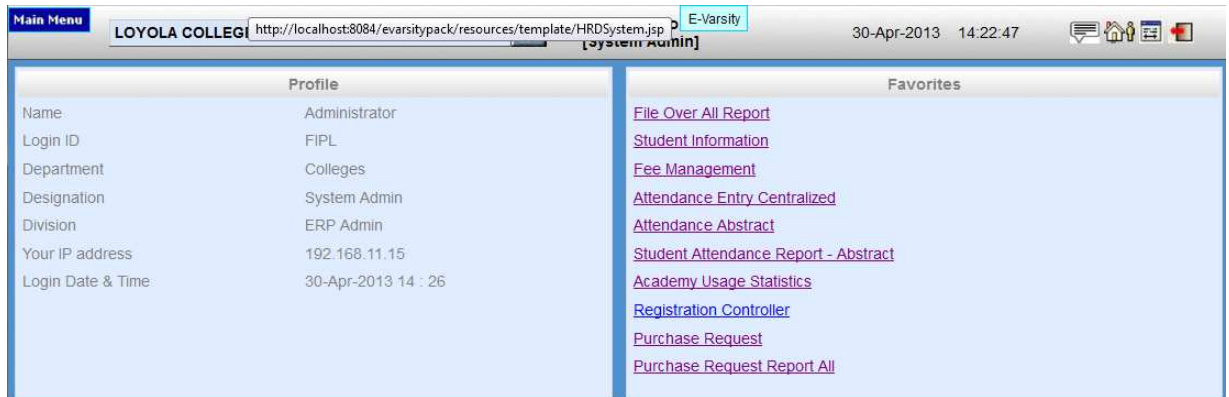 Main Menu
LOYOLA COLLEG
http://localhost:8084/evarsitypack/resources/template/HRDSystem.jsp
E-Varsity
[System Admin]
30-Apr-2013 14:22:47
Profile
Name Administrator
Login ID FIPL
Department Colleges
Designation System Admin
Division ERP Admin
Your IP address 192.168.11.15
Login Date & Time 30-Apr-2013 14 : 26
Favorites
File Over All Report
Student Information
Fee Management
Attendance Entry Centralized
Attendance Abstract
Student Attendance Report - Abstract
Academy Usage Statistics
Registration Controller
Purchase Request
Purchase Request Report All